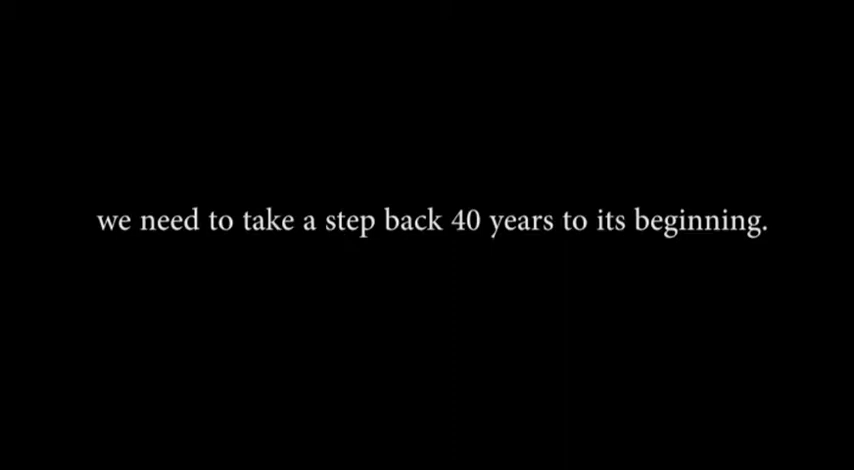 we need to take a step back 40 years to its beginning.